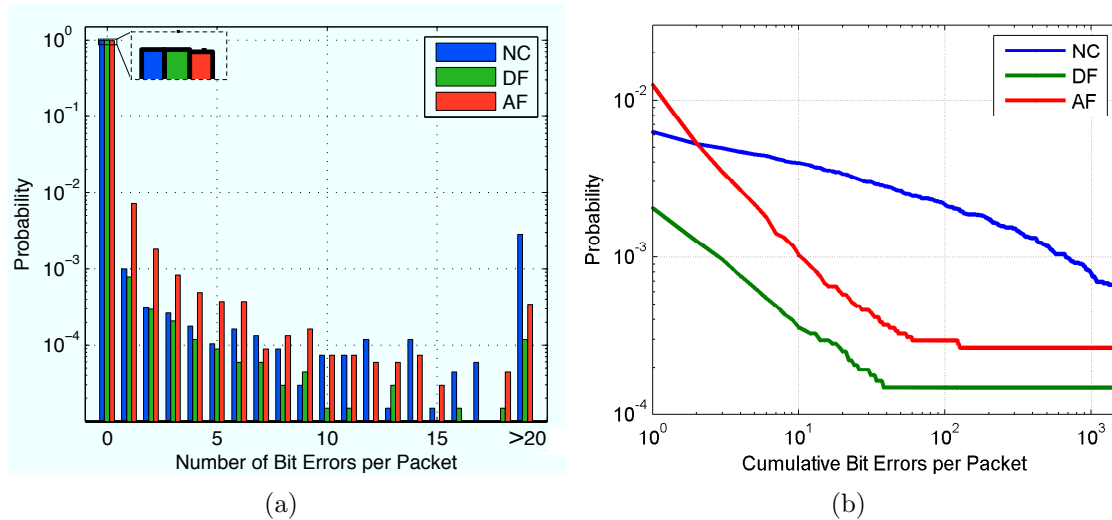 10^0
10^-1
10^-2
10^-3
10^-4
Probability
NC
DF
AF
0 5 10 15 >20
Number of Bit Errors per Packet
(a)
10^-2
10^-3
10^-4
Probability
NC
DF
AF
10^0 10^1 10^2 10^3
Cumulative Bit Errors per Packet
(b)